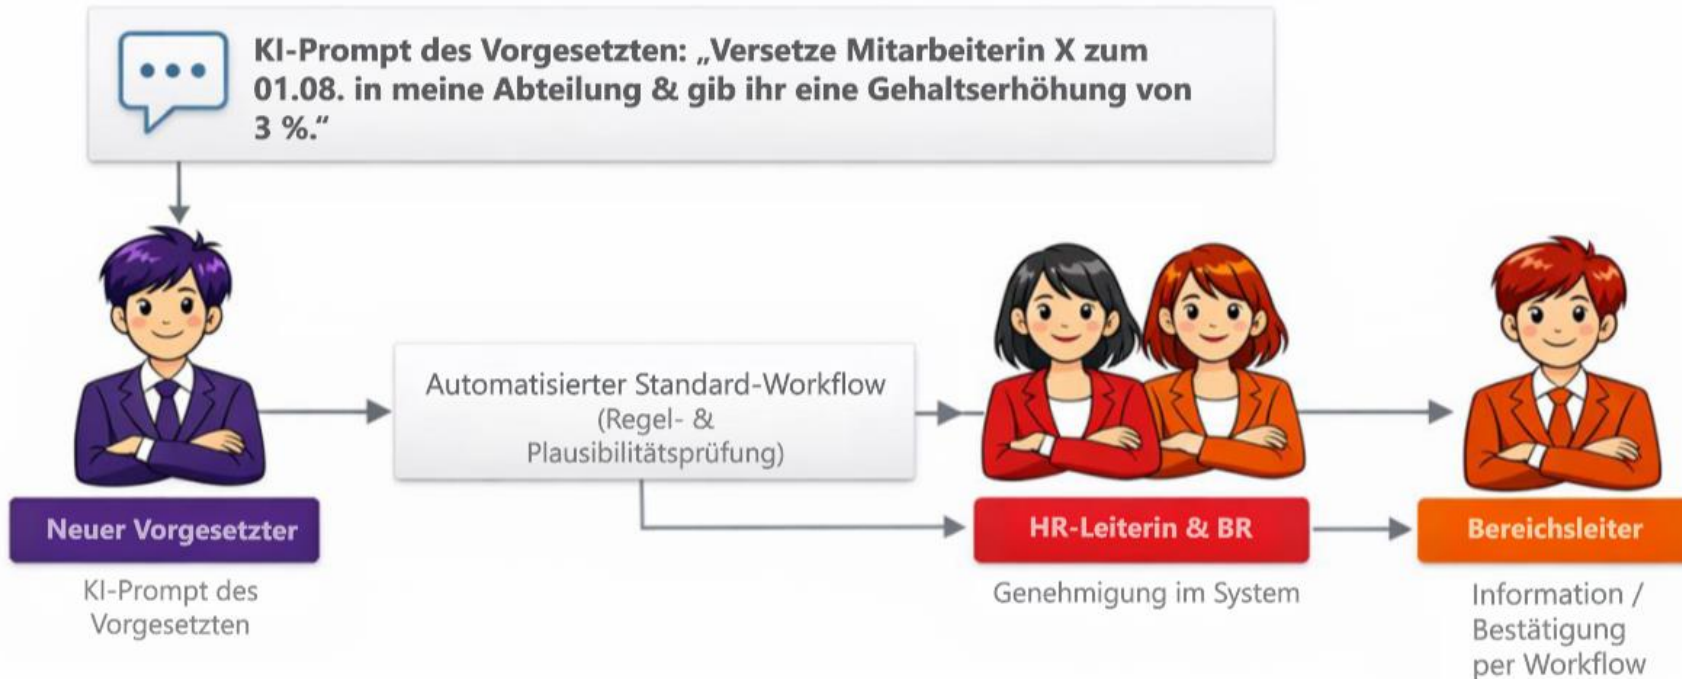 KI-Prompt des Vorgesetzten: „Versetze Mitarbeiterin X zum
01.08. in meine Abteilung & gib ihr eine Gehaltserhöhung von
3 %.“
Automatisierter Standard-Workflow
(Regel- &
Plausibilitätsprüfung)
Neuer Vorgesetzter
KI-Prompt des
Vorgesetzten
HR-Leiterin & BR
Genehmigung im System
Bereichsleiter
Information /
Bestätigung
per Workflow